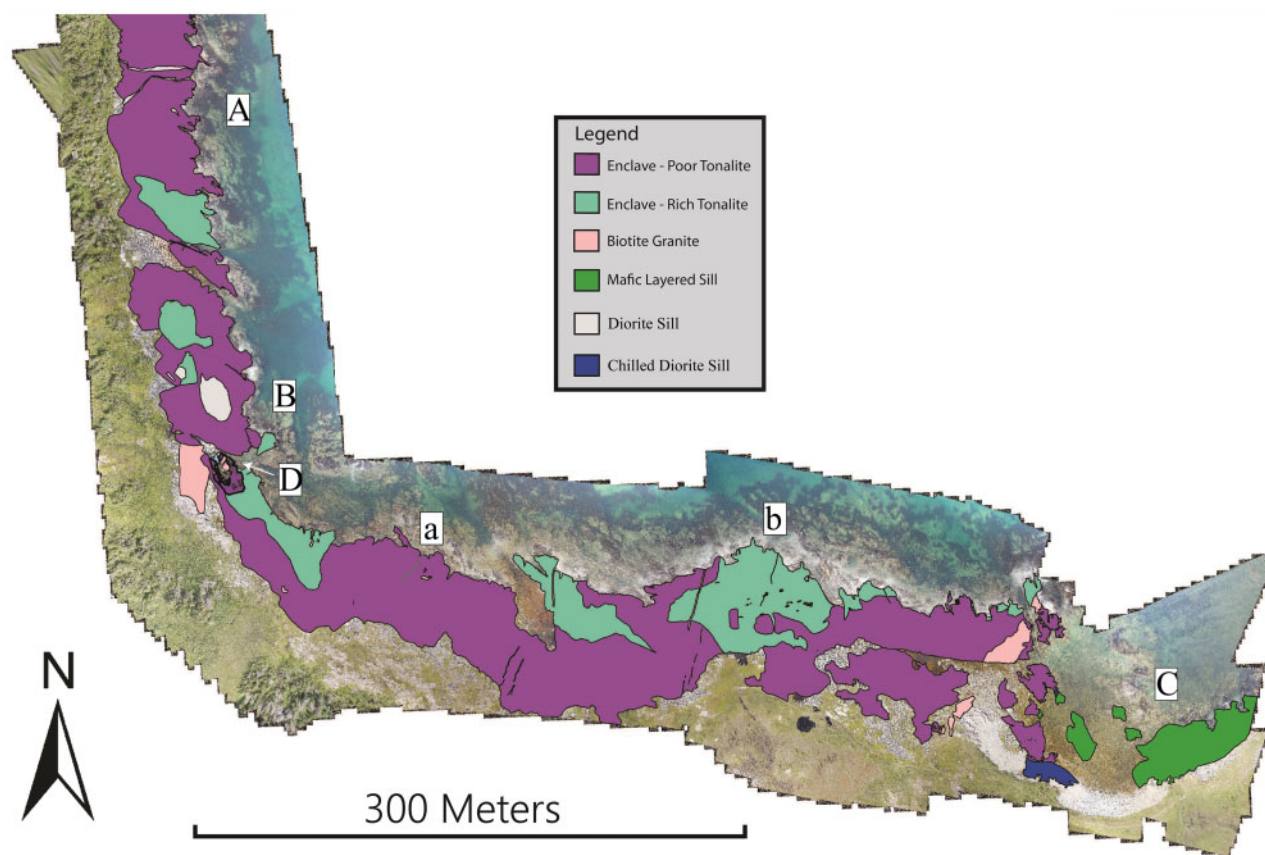 A
Legend
Enclave - Poor Tonalite
Enclave - Rich Tonalite
Biotite Granite
Mafic Layered Sill
Diorite Sill
Chilled Diorite Sill
B
D
a
b
C
N
300 Meters